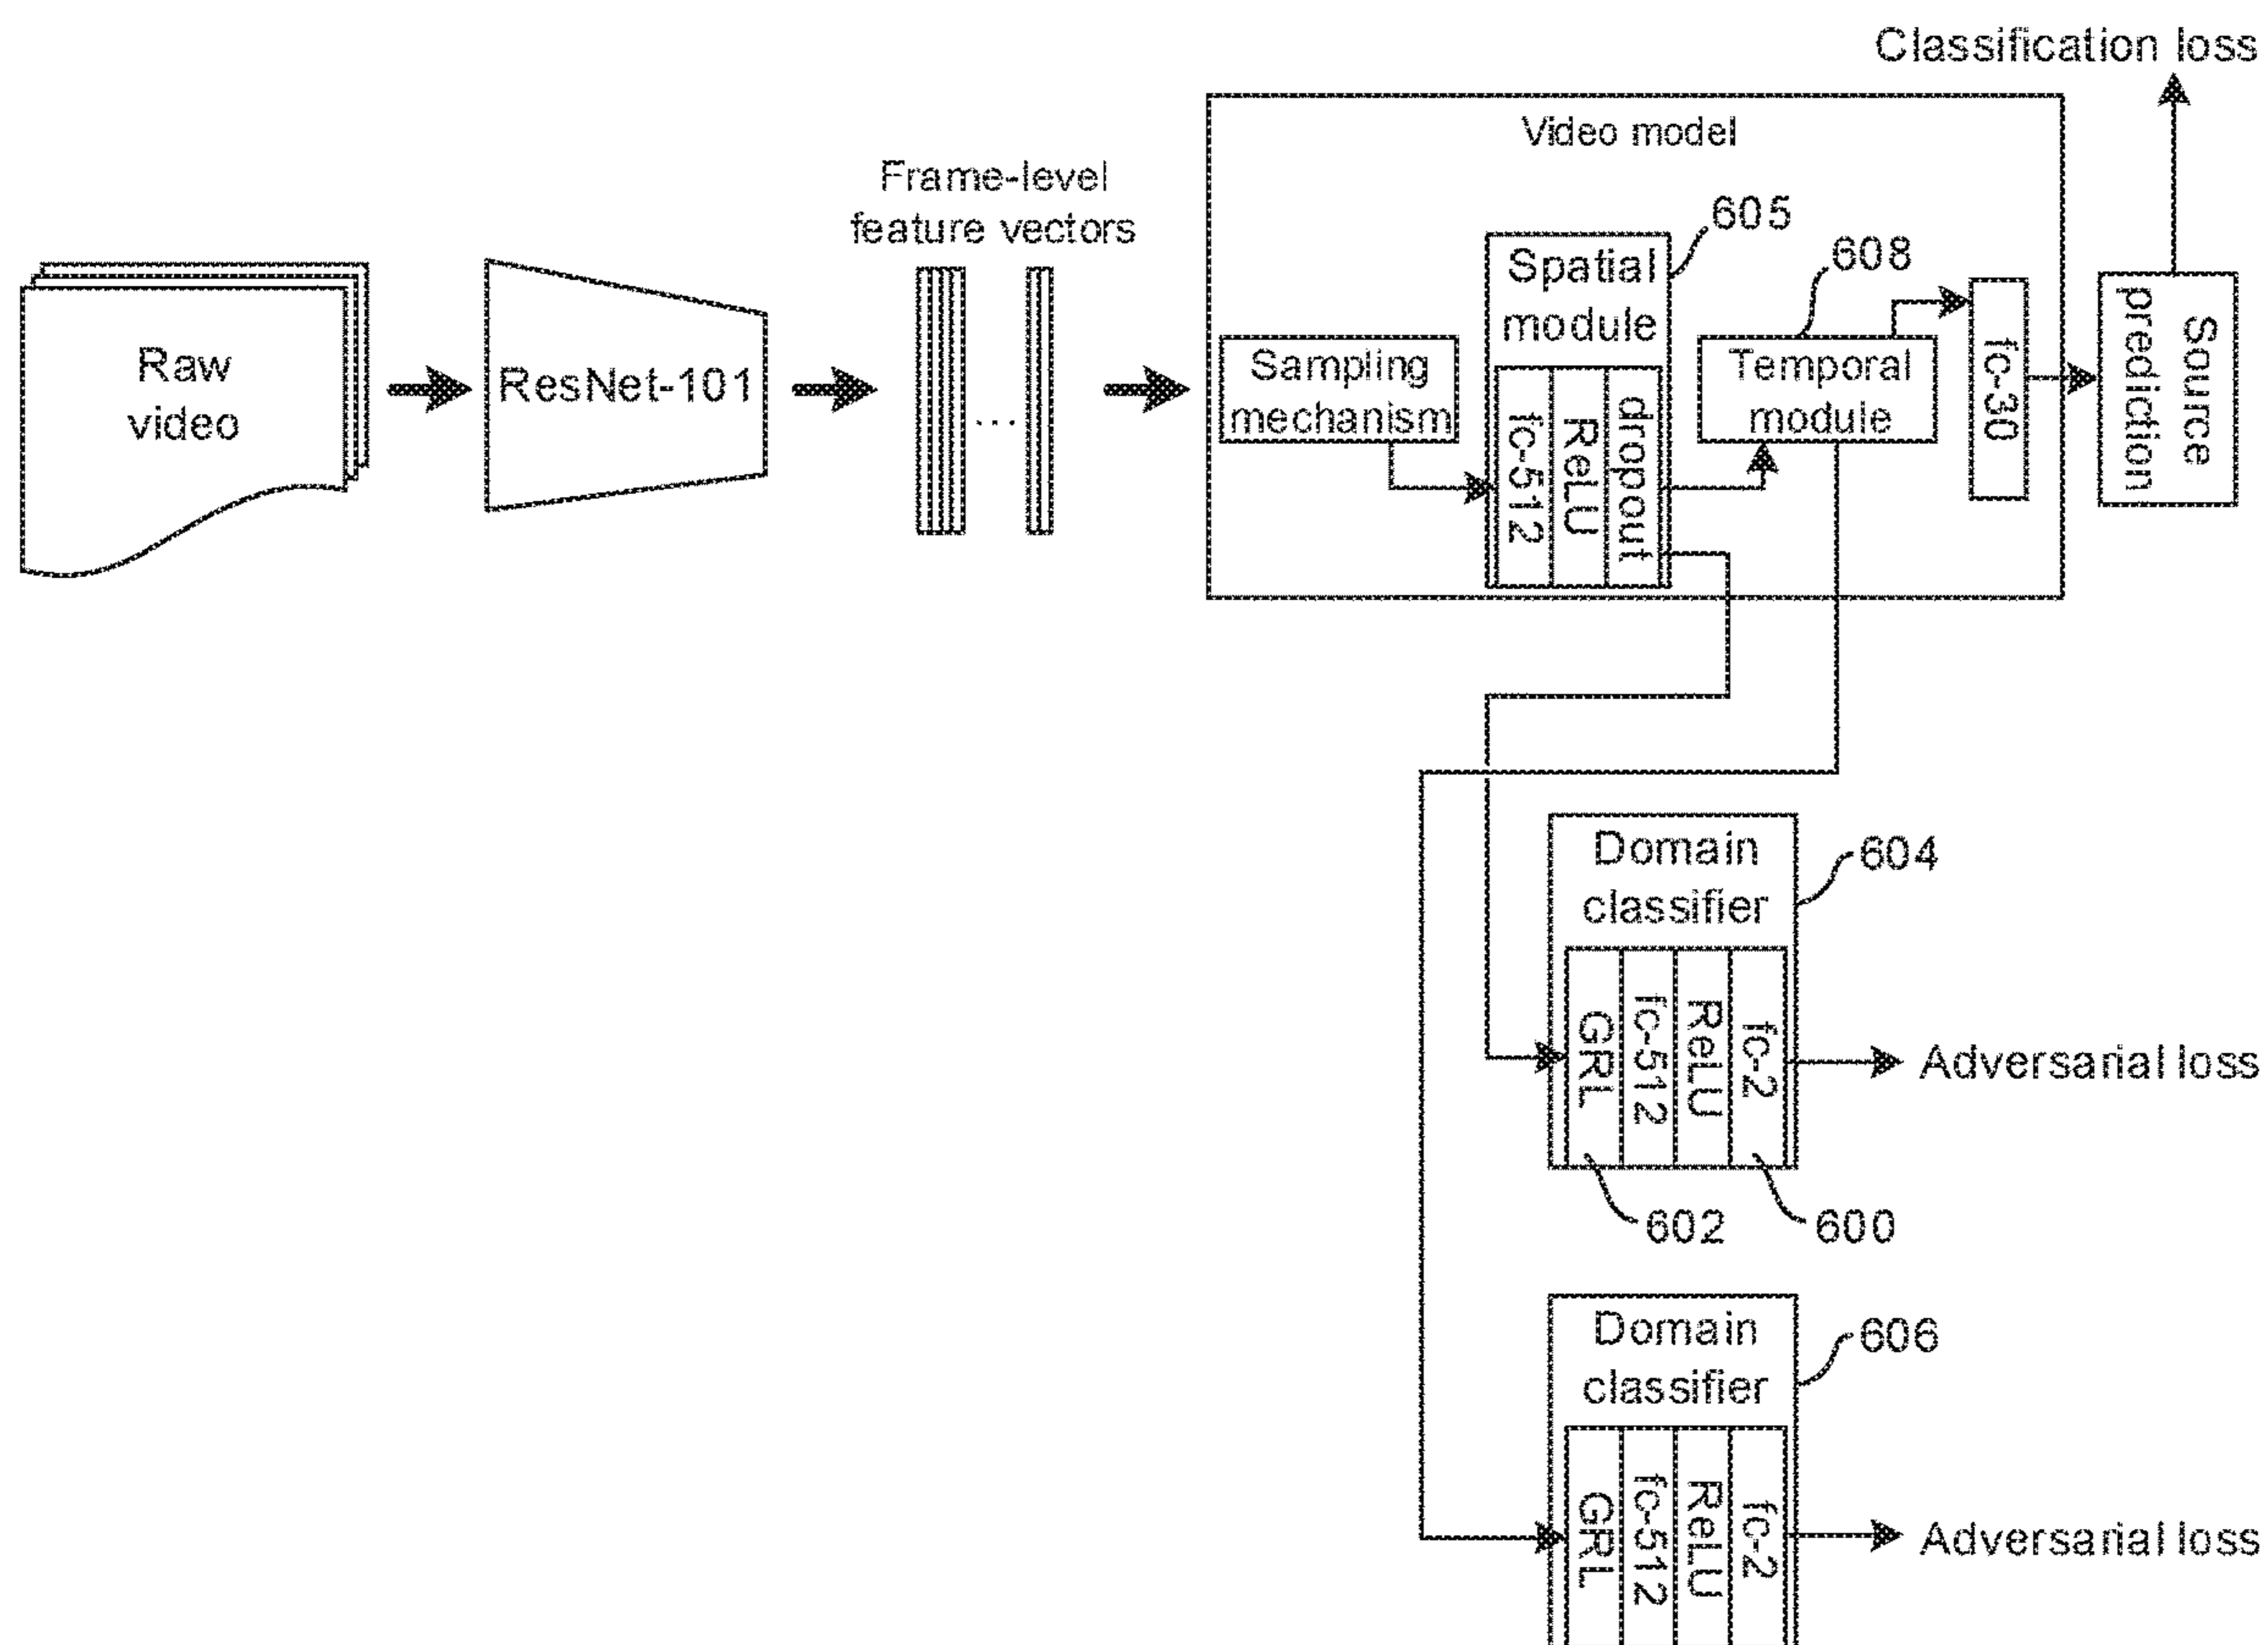 Classification loss
Video model
Frame-level
feature vectors
605
608
Raw
video
ResNet-101
...
Sampling
mechanism
Spatial
module
fc-512
ReLU
dropout
Temporal
module
fc-30
Source
prediction
Domain
classifier
604
GRL
fc-512
ReLU
fc-2
Adversarial loss
602
600
Domain
classifier
606
GRL
fc-512
ReLU
fc-2
Adversarial loss